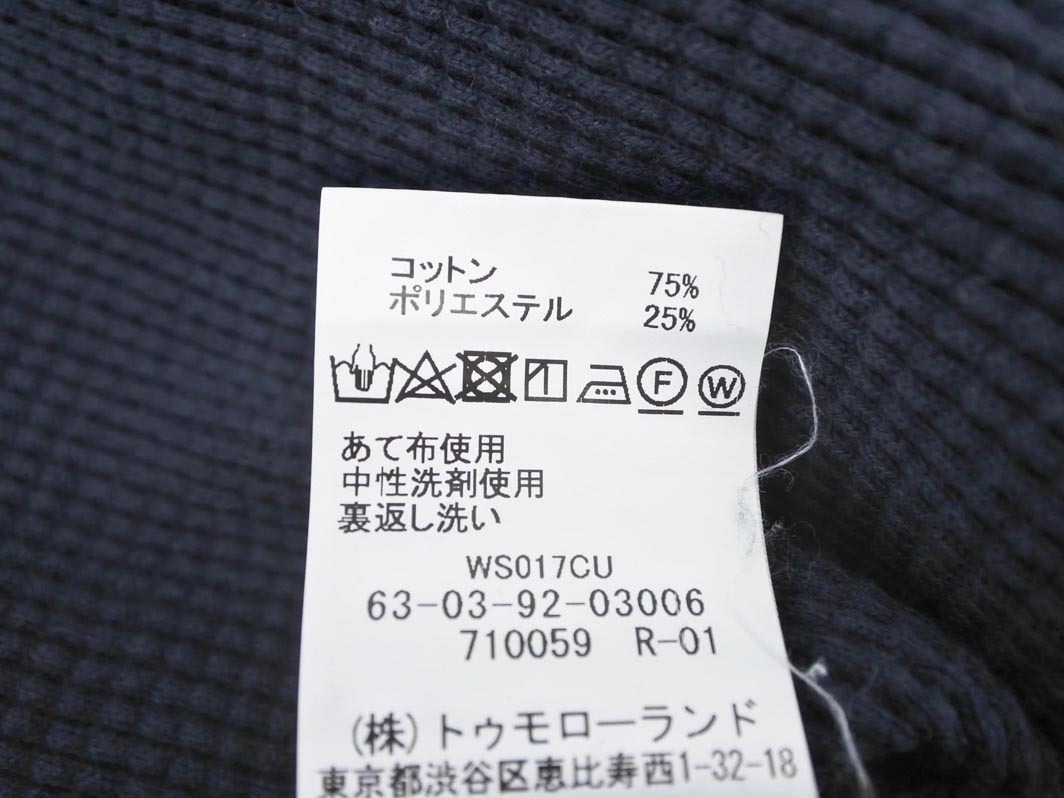 コットン 75%
ポリエステル 25%
F W
あて布使用
中性洗剤使用
裏返し洗い
WS017CU
63-03-92-03006
710059 R-01
(株)トゥモローランド
東京都渋谷区恵比寿西1-32-18